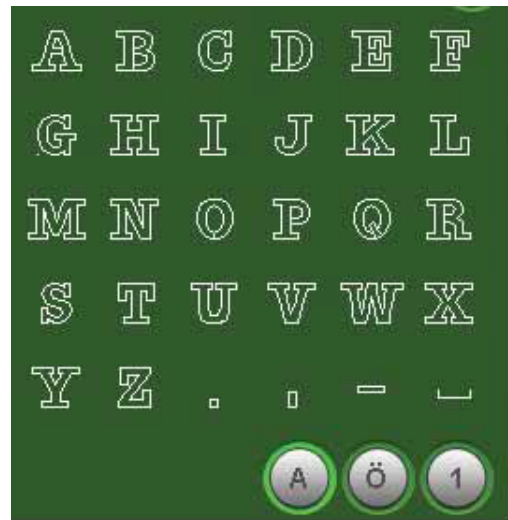 A B C D E F
G H I J K L
M N O P Q R
S T U V W X
Y Z . , - ⎵
A Ö 1